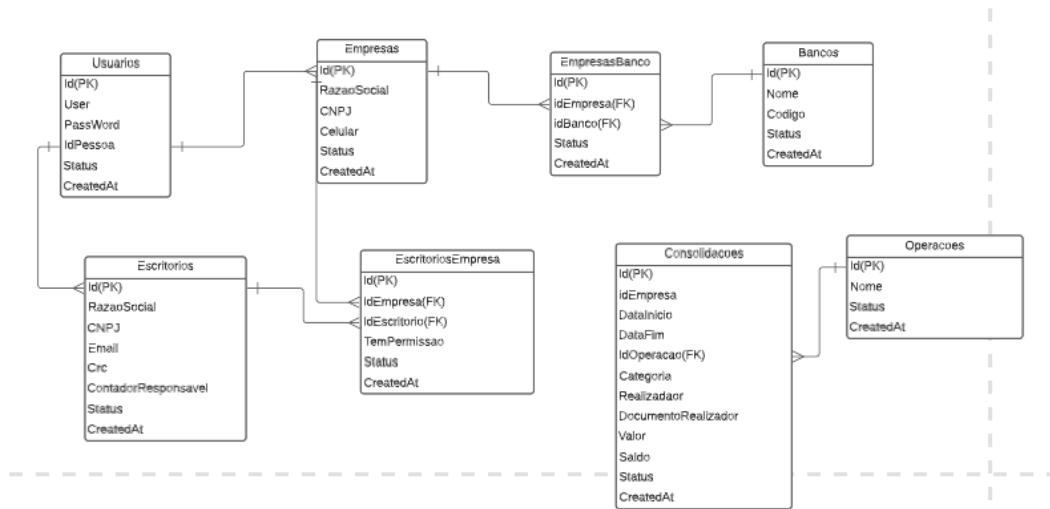 Usuarios
Id(PK)
User
PassWord
IdPessoa
Status
CreatedAt
Empresas
Id(PK)
RazaoSocial
CNPJ
Celular
Status
CreatedAt
EmpresasBanco
Id(PK)
idEmpresa(FK)
idBanco(FK)
Status
CreatedAt
Bancos
Id(PK)
Nome
Codigo
Status
CreatedAt
Escritorios
Id(PK)
RazaoSocial
CNPJ
Email
Crc
ContadorResponsavel
Status
CreatedAt
EscritoriosEmpresa
Id(PK)
IdEmpresa(FK)
IdEscritorio(FK)
TemPermissao
Status
CreatedAt
Consolidacoes
Id(PK)
idEmpresa
DataInicio
DataFim
IdOperacao(FK)
Categoria
Realizadaor
DocumentoRealizador
Valor
Saldo
Status
CreatedAt
Operacoes
Id(PK)
Nome
Status
CreatedAt